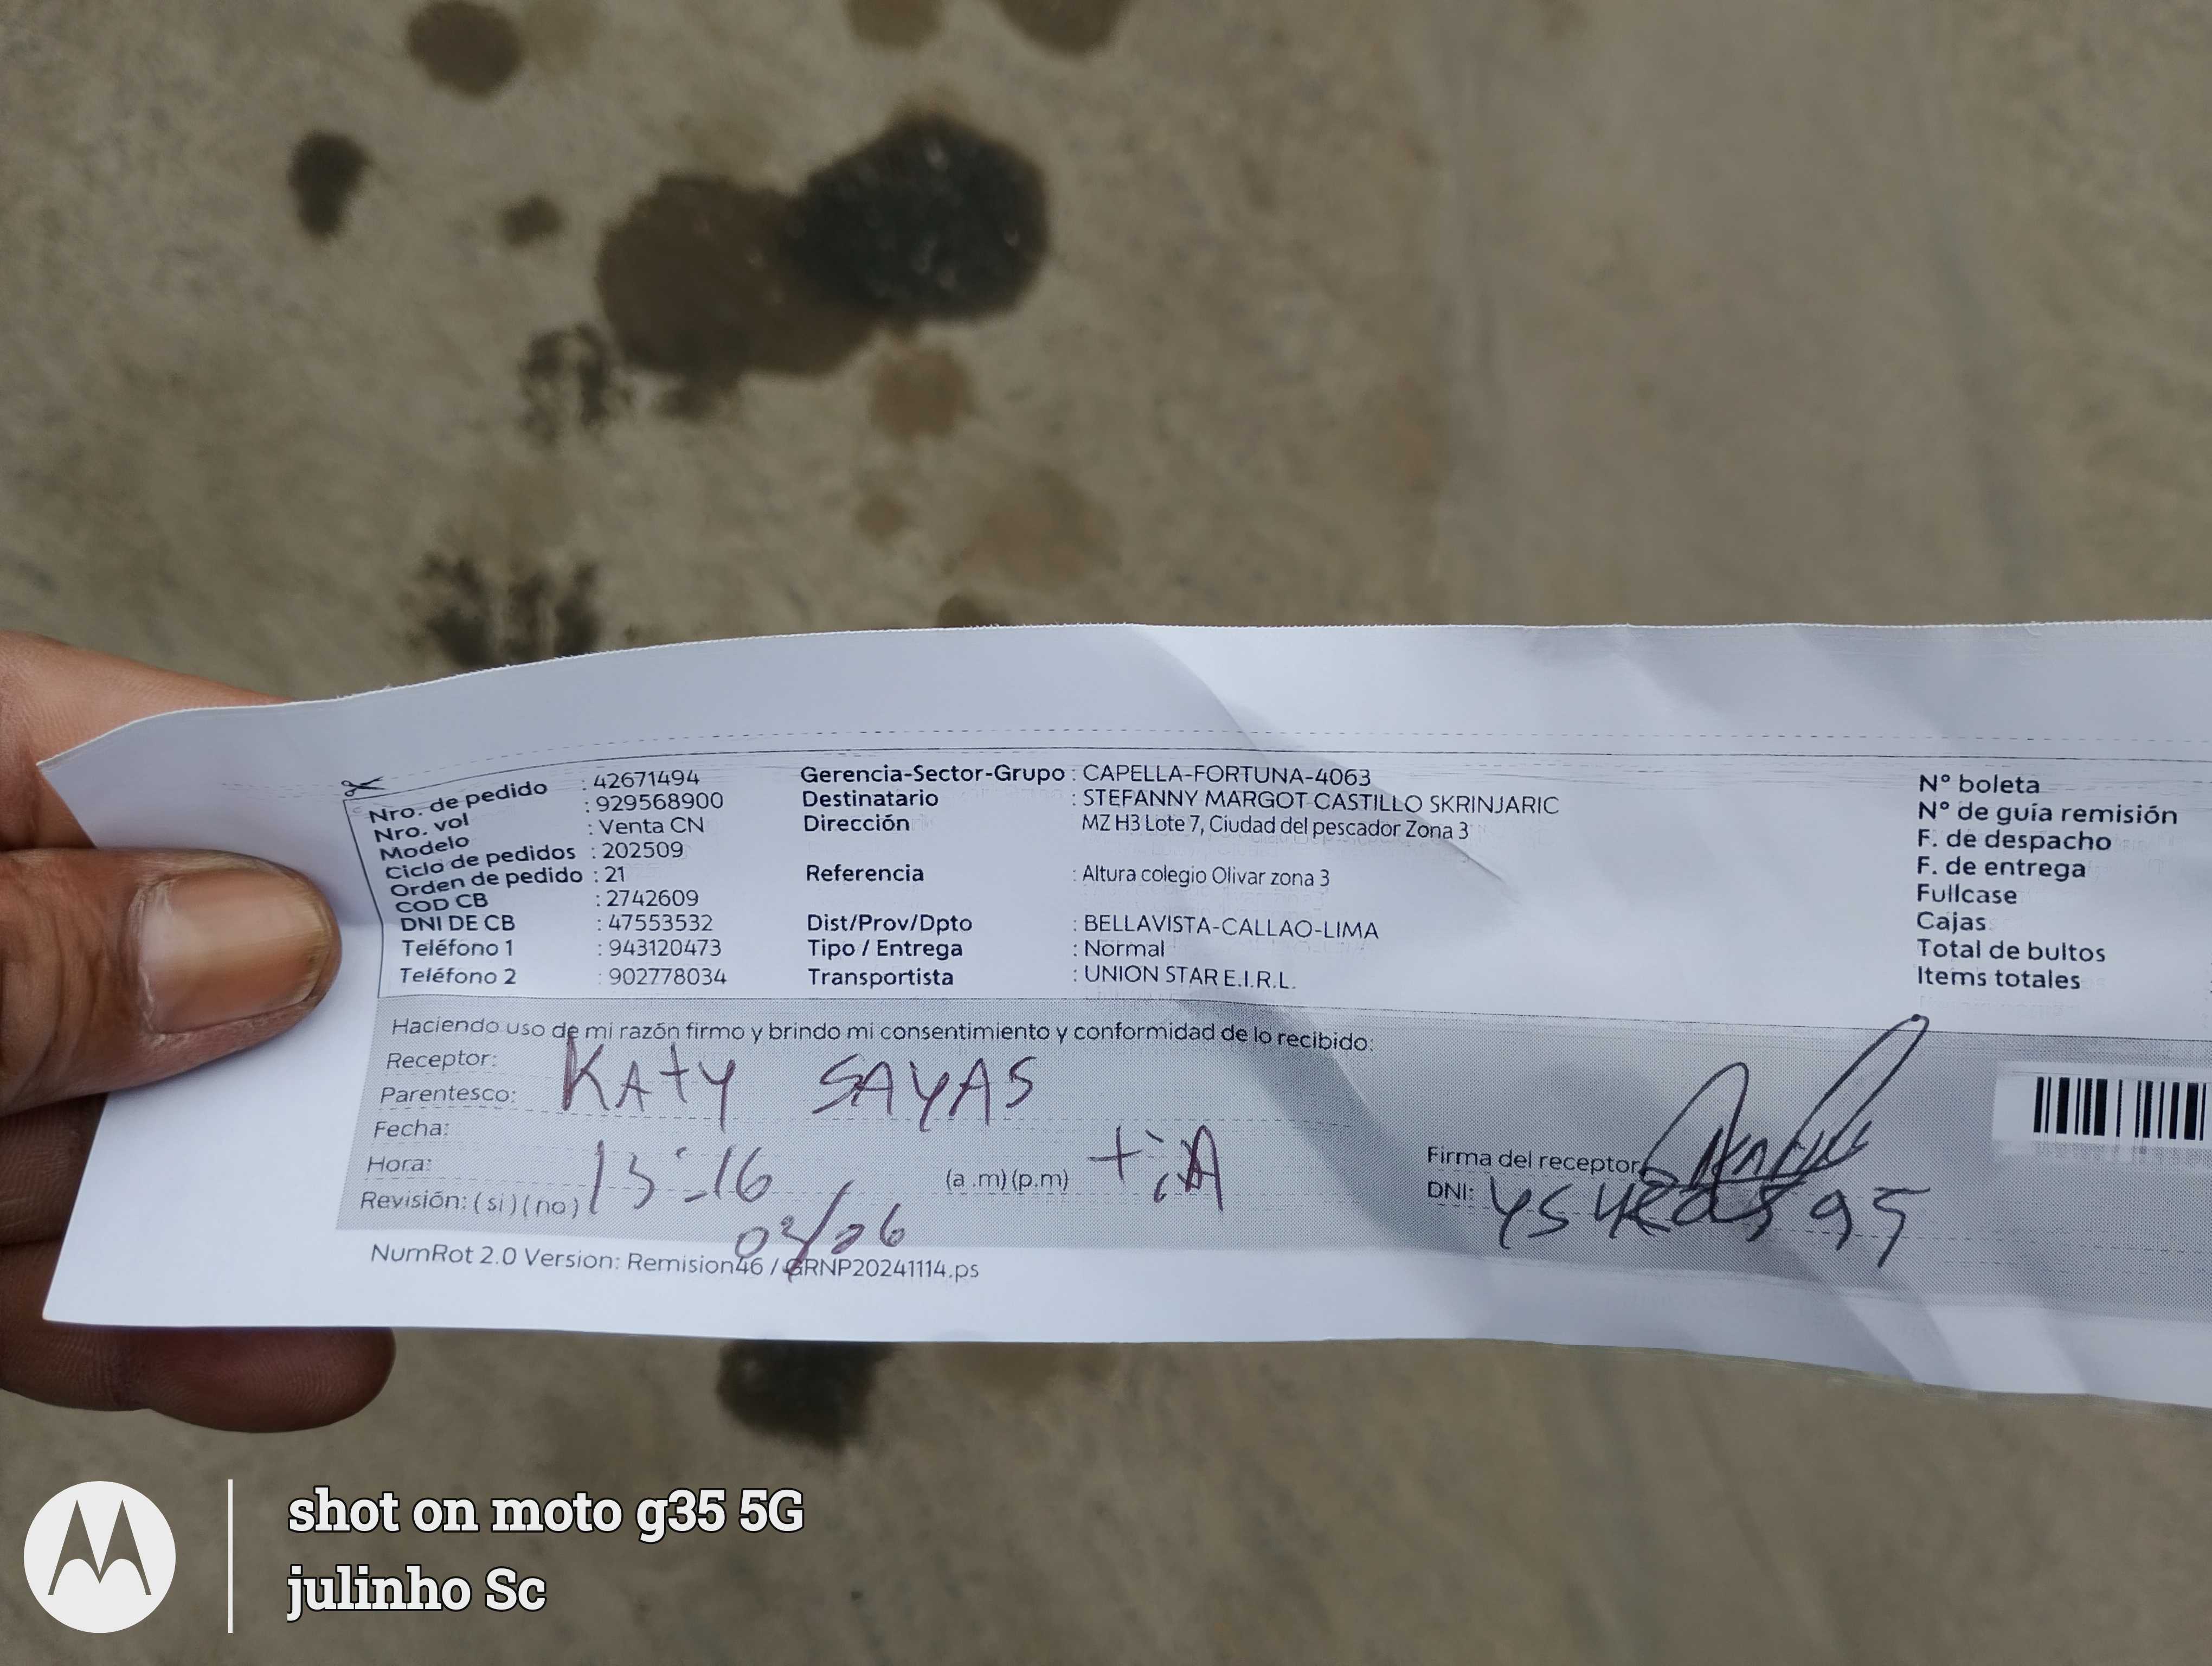 Nro. de pedido : 42671494
Nro. vol : 929568900
Modelo : Venta CN
Ciclo de pedidos : 202509
Orden de pedido : 21
COD CB : 2742609
DNI DE CB : 47553532
Teléfono 1 : 943120473
Teléfono 2 : 902778034
Gerencia-Sector-Grupo : CAPELLA-FORTUNA-4063
Destinatario : STEFANNY MARGOT CASTILLO SKRINJARIC
Dirección MZ H3 Lote 7, Ciudad del pescador Zona 3
Referencia : Altura colegio Olivar zona 3
Dist/Prov/Dpto : BELLAVISTA-CALLAO-LIMA
Tipo / Entrega : Normal
Transportista : UNION STAR E.I.R.L.
N° boleta
N° de guía remisión
F. de despacho
F. de entrega
Fullcase
Cajas
Total de bultos
Items totales
Haciendo uso de mi razón firmo y brindo mi consentimiento y conformidad de lo recibido:
Receptor: KAty SAYAS
Parentesco:
Fecha:
Hora: 13:16 (a .m) (p.m) tiA
Revisión: ( si ) ( no )
Firma del receptor
DNI:
NumRot 2.0 Version: Remision46 / GRNP20241114.ps
shot on moto g35 5G
julinho Sc